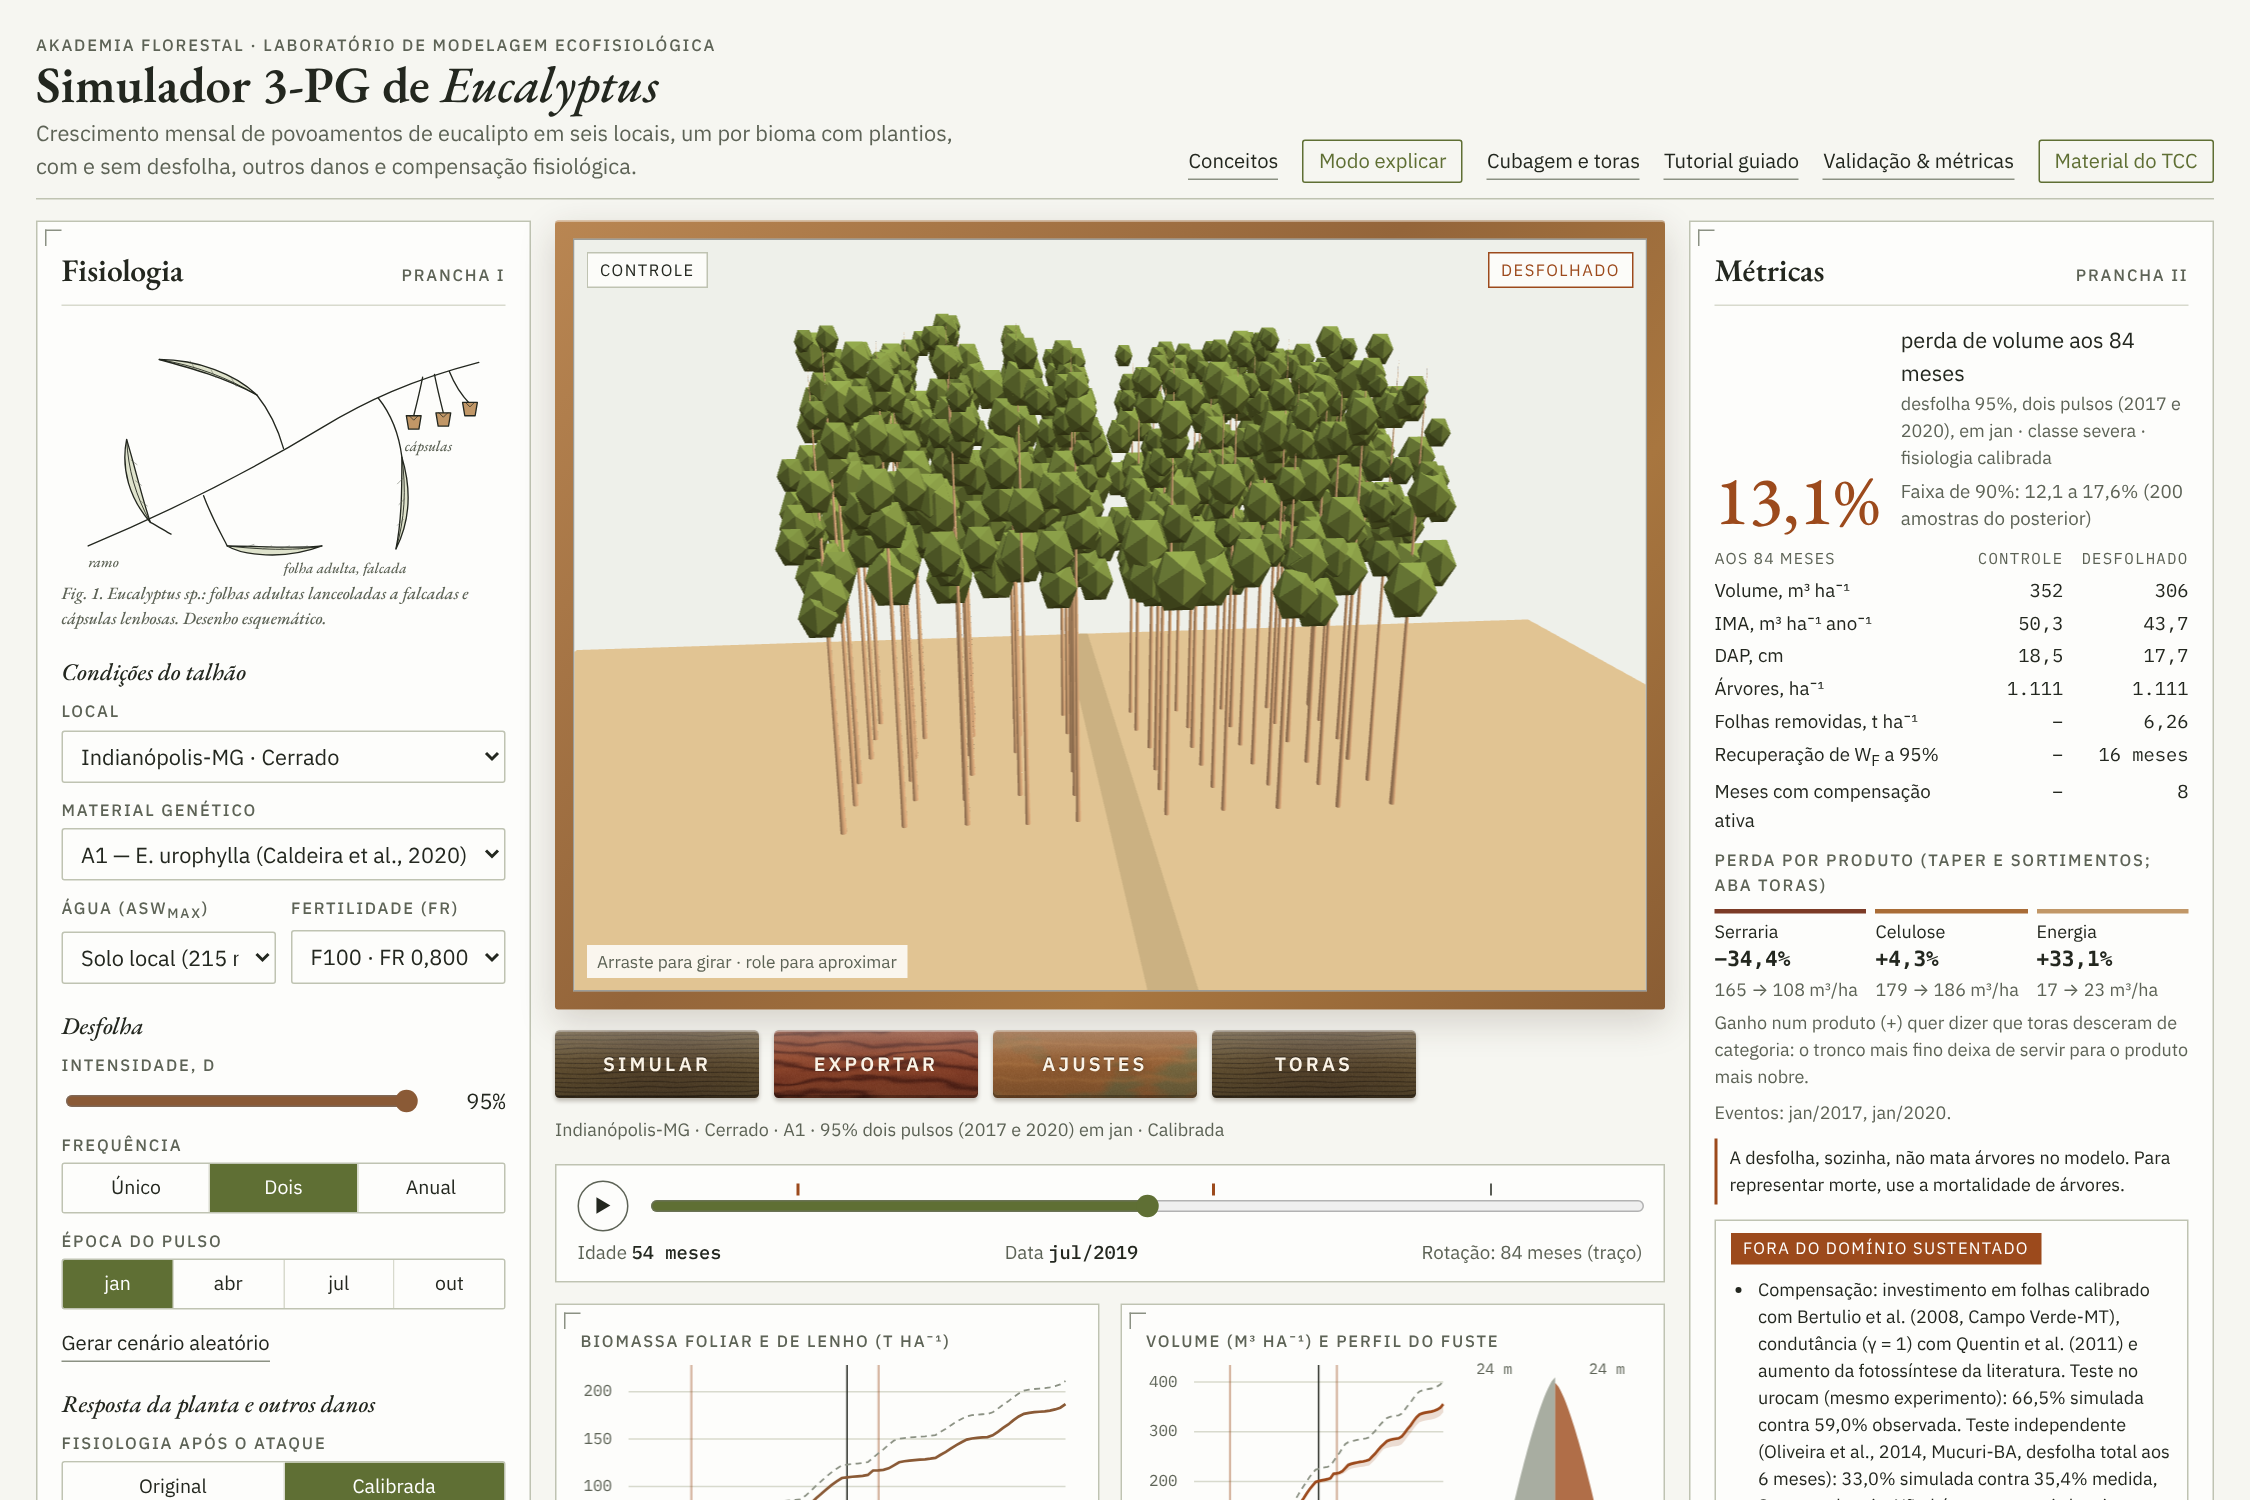 AKADEMIA FLORESTAL · LABORATÓRIO DE MODELAGEM ECOFISIOLÓGICA
Simulador 3-PG de Eucalyptus
Crescimento mensal de povoamentos de eucalipto em seis locais, um por bioma com plantios,
com e sem desfolha, outros danos e compensação fisiológica.
Conceitos
Modo explicar
Cubagem e toras
Tutorial guiado
Validação & métricas
Material do TCC
Fisiologia
PRANCHA I
cápsulas
ramo
folha adulta, falcada
Fig. 1. Eucalyptus sp.: folhas adultas lanceoladas a falcadas e
cápsulas lenhosas. Desenho esquemático.
Condições do talhão
LOCAL
Indianópolis-MG · Cerrado
MATERIAL GENÉTICO
A1 — E. urophylla (Caldeira et al., 2020)
ÁGUA (ASWMAX)
FERTILIDADE (FR)
Solo local (215 r
F100 · FR 0,800
Desfolha
INTENSIDADE, D
95%
FREQUÊNCIA
Único
Dois
Anual
ÉPOCA DO PULSO
jan
abr
jul
out
Gerar cenário aleatório
Resposta da planta e outros danos
FISIOLOGIA APÓS O ATAQUE
Original
Calibrada
CONTROLE
DESFOLHADO
Arraste para girar · role para aproximar
SIMULAR
EXPORTAR
AJUSTES
TORAS
Indianópolis-MG · Cerrado · A1 · 95% dois pulsos (2017 e 2020) em jan · Calibrada
Idade 54 meses
Data jul/2019
Rotação: 84 meses (traço)
BIOMASSA FOLIAR E DE LENHO (T HA⁻¹)
200
150
100
VOLUME (M³ HA⁻¹) E PERFIL DO FUSTE
24 m
24 m
400
300
200
Métricas
PRANCHA II
13,1%
perda de volume aos 84
meses
desfolha 95%, dois pulsos (2017 e
2020), em jan · classe severa ·
fisiologia calibrada
Faixa de 90%: 12,1 a 17,6% (200
amostras do posterior)
AOS 84 MESES CONTROLE DESFOLHADO
Volume, m³ ha⁻¹ 352 306
IMA, m³ ha⁻¹ ano⁻¹ 50,3 43,7
DAP, cm 18,5 17,7
Árvores, ha⁻¹ 1.111 1.111
Folhas removidas, t ha⁻¹ – 6,26
Recuperação de WF a 95% – 16 meses
Meses com compensação – 8
ativa
PERDA POR PRODUTO (TAPER E SORTIMENTOS;
ABA TORAS)
Serraria
−34,4%
165 → 108 m³/ha
Celulose
+4,3%
179 → 186 m³/ha
Energia
+33,1%
17 → 23 m³/ha
Ganho num produto (+) quer dizer que toras desceram de
categoria: o tronco mais fino deixa de servir para o produto
mais nobre.
Eventos: jan/2017, jan/2020.
A desfolha, sozinha, não mata árvores no modelo. Para
representar morte, use a mortalidade de árvores.
FORA DO DOMÍNIO SUSTENTADO
• Compensação: investimento em folhas calibrado
com Bertulio et al. (2008, Campo Verde-MT),
condutância (γ = 1) com Quentin et al. (2011) e
aumento da fotossíntese da literatura. Teste no
urocam (mesmo experimento): 66,5% simulada
contra 59,0% observada. Teste independente
(Oliveira et al., 2014, Mucuri-BA, desfolha total aos
6 meses): 33,0% simulada contra 35,4% medida,